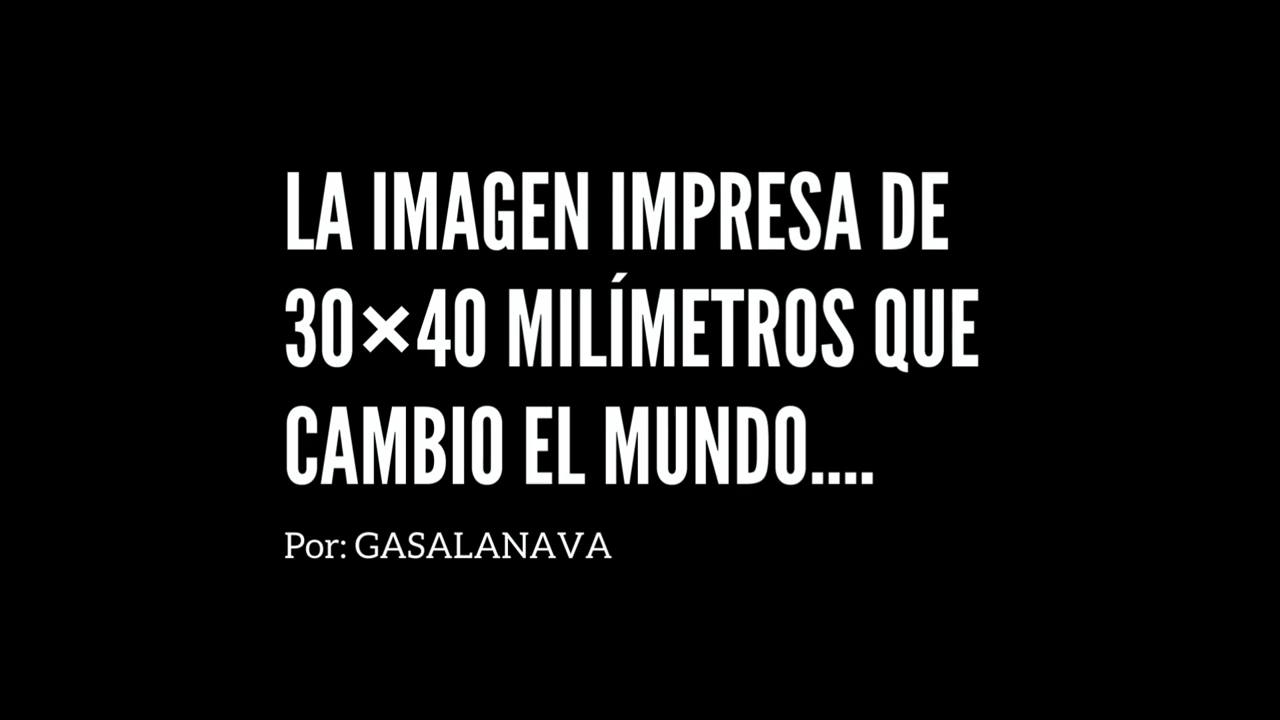 LA IMAGEN IMPRESA DE
30×40 MILÍMETROS QUE
CAMBIO EL MUNDO....
Por: GASALANAVA